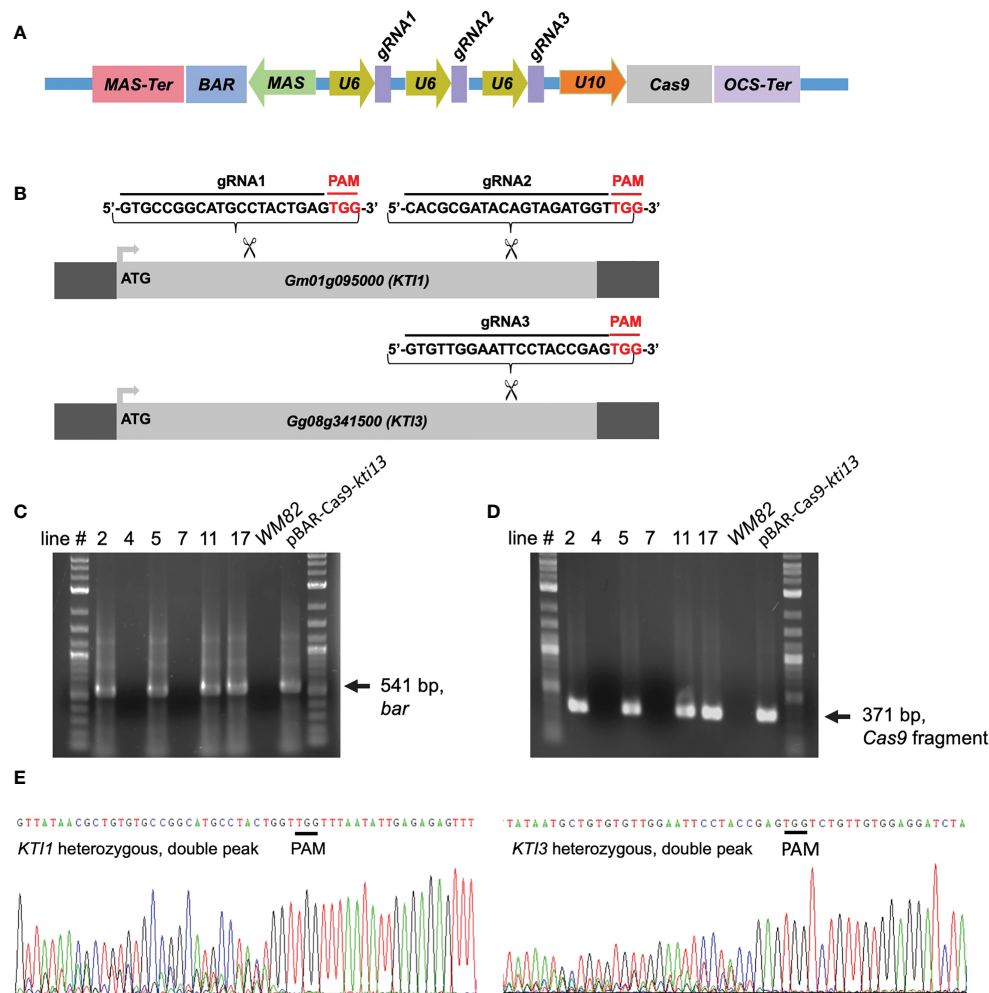 A
gRNA1
gRNA2
gRNA3
MAS-Ter BAR MAS U6 U6 U6 U10 Cas9 OCS-Ter
B
gRNA1 PAM gRNA2 PAM
5’-GTGCCGGCATGCCTACTGAGTGG-3’ 5’-CACGCGATACAGTAGATGGTTGG-3’
ATG Gm01g095000 (KTI1)
gRNA3 PAM
5’-GTGTTGGAATTCCTACCGAGTGG-3’
ATG Gg08g341500 (KTI3)
C
line # 2 4 5 7 11 17 WM82 pBAR-Cas9-kti13
541 bp,
bar
D
line # 2 4 5 7 11 17 WM82 pBAR-Cas9-kti13
371 bp,
Cas9 fragment
E
GTTATAACGCTGTGTGCCGGCATGCCTACTGGTTGGTTTAATATTGAGAGAGTTT
KTI1 heterozygous, double peak PAM
TATAATGCTGTGTGTTGGAATTCCTACCGAGTGGTCTGTTGTGGAGGATCTA
KTI3 heterozygous, double peak PAM